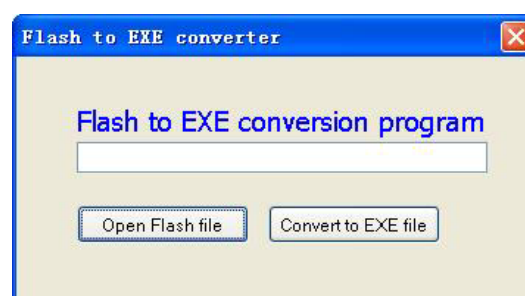 Flash to EXE converter
Flash to EXE conversion program
Open Flash file
Convert to EXE file